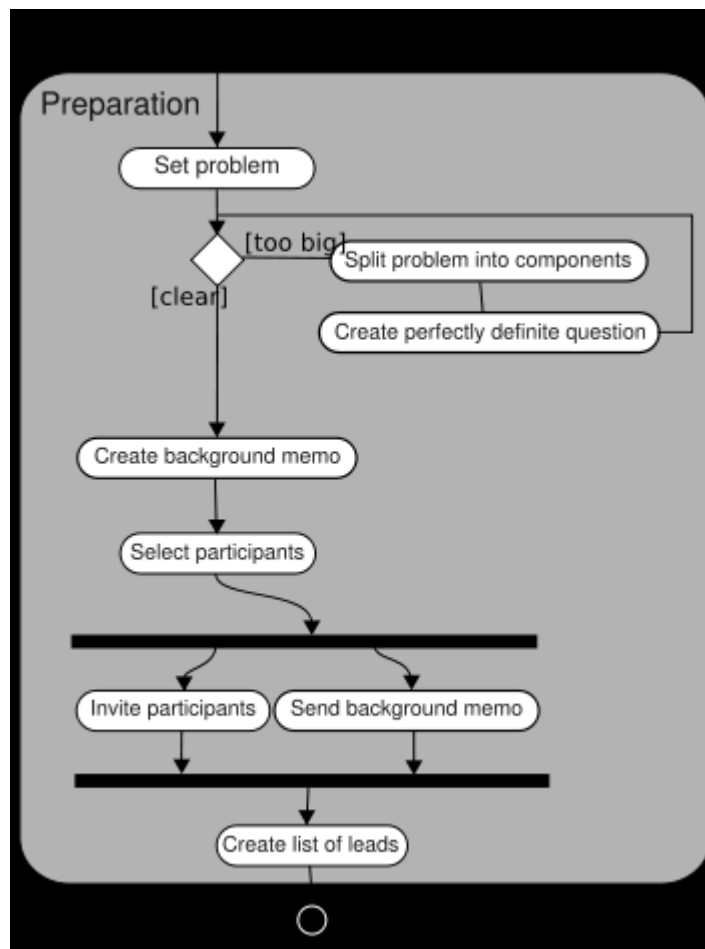 Preparation
Set problem
[too big]
Split problem into components
[clear]
Create perfectly definite question
Create background memo
Select participants
Invite participants
Send background memo
Create list of leads